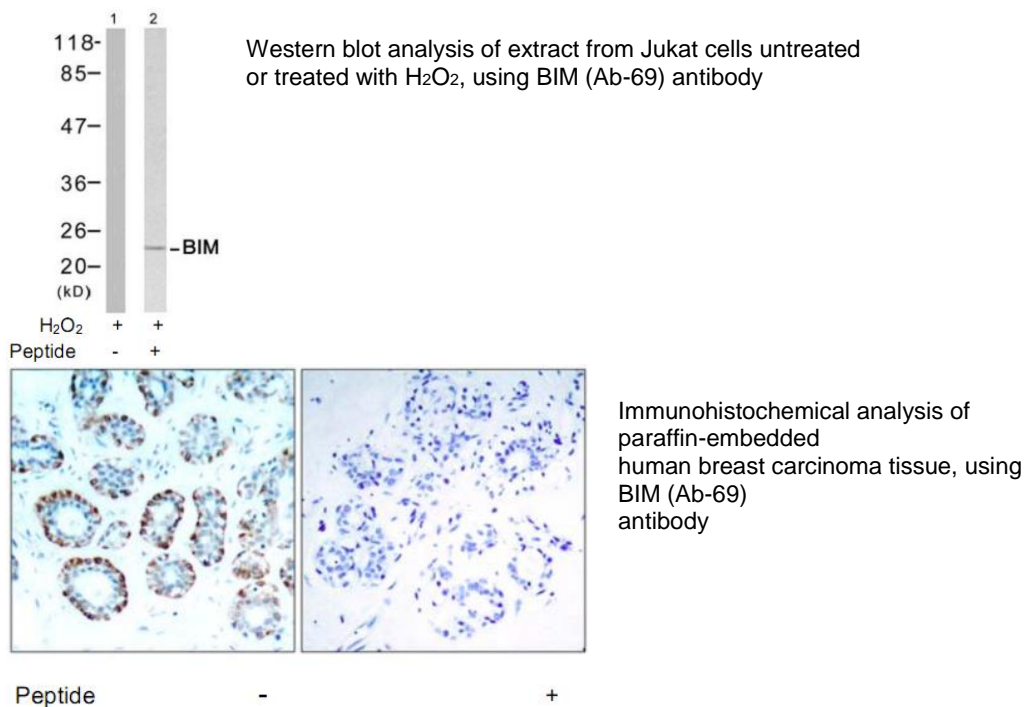 1 2
118-
85-
47-
36-
26-
20-
(kD)
-BIM
H2O2 + +
Peptide - +
Western blot analysis of extract from Jukat cells untreated
or treated with H2O2, using BIM (Ab-69) antibody
Immunohistochemical analysis of
paraffin-embedded
human breast carcinoma tissue, using
BIM (Ab-69)
antibody
Peptide - +